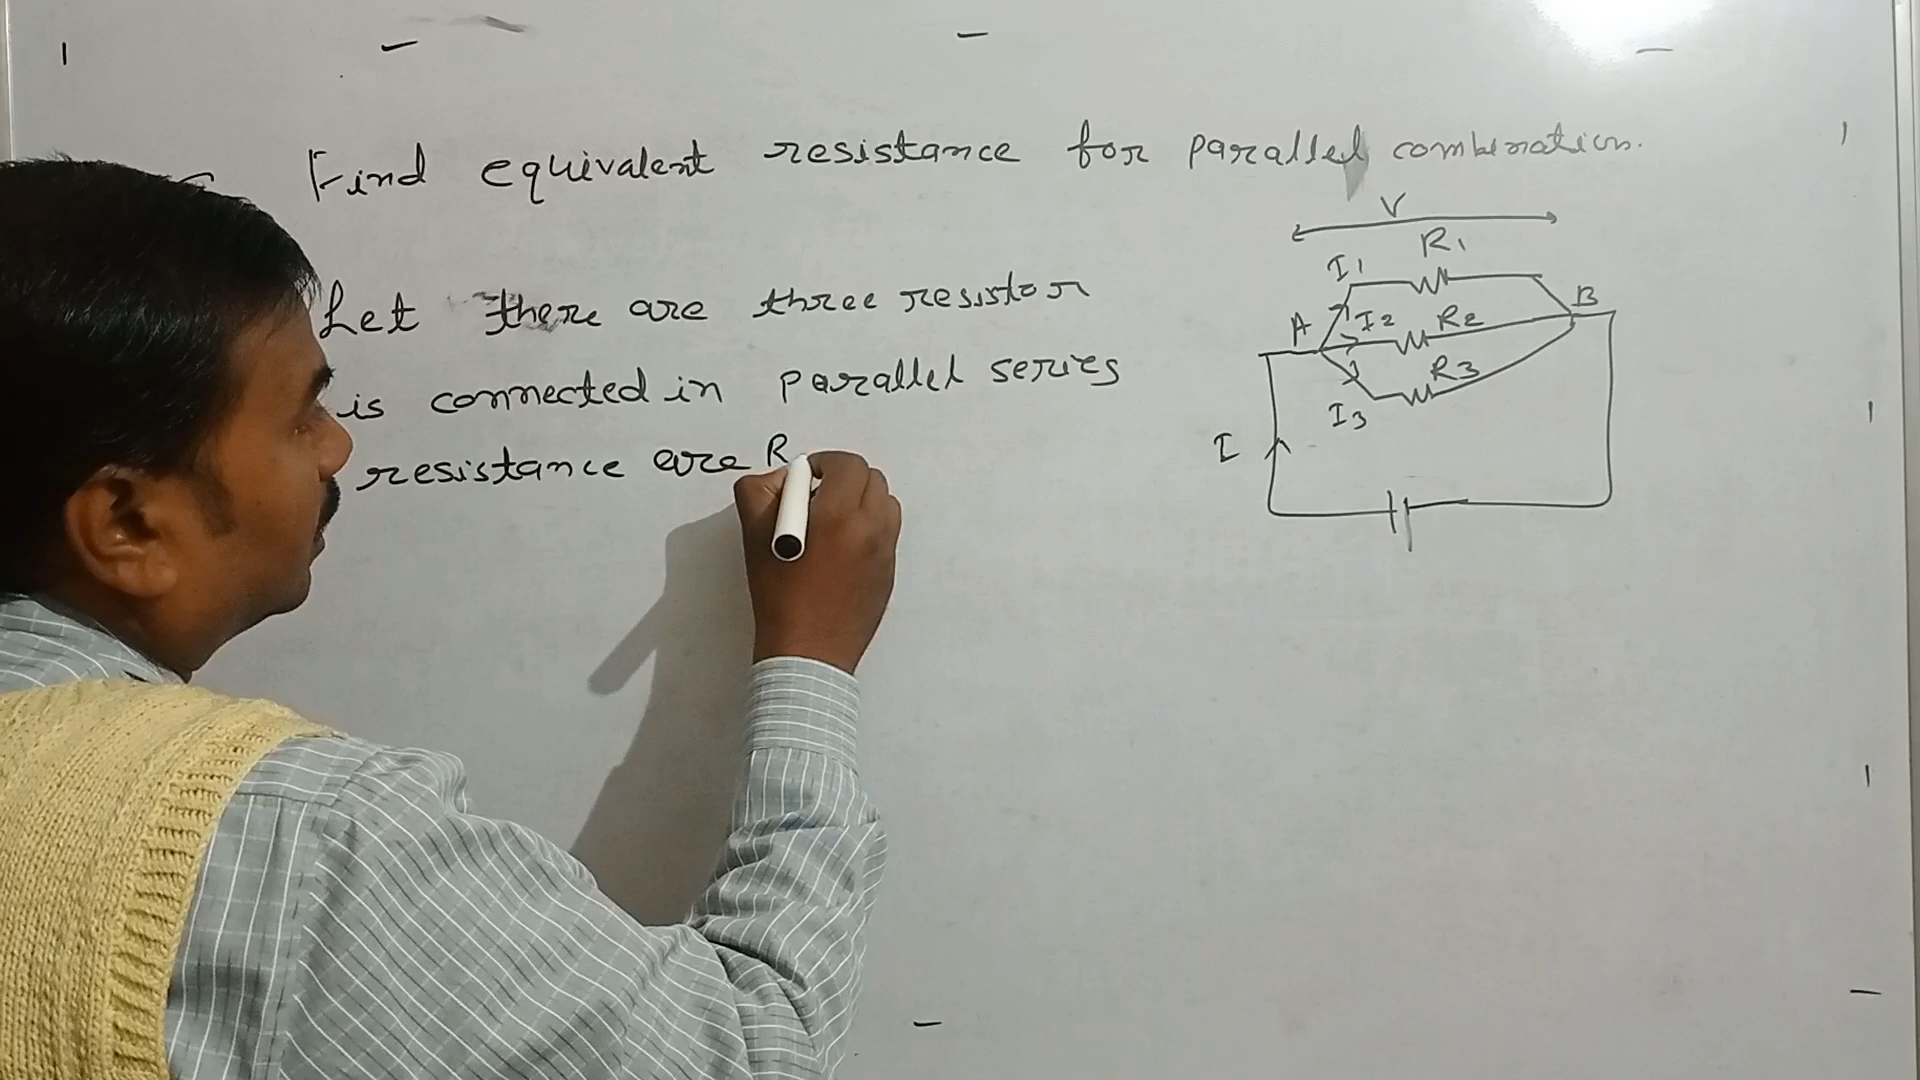 Find equivalent resistance for parallel combination.
V
R1
I1
A
I2
R2
B
R3
I3
I
Let there are three resistor
is connected in parallel series
resistance are R